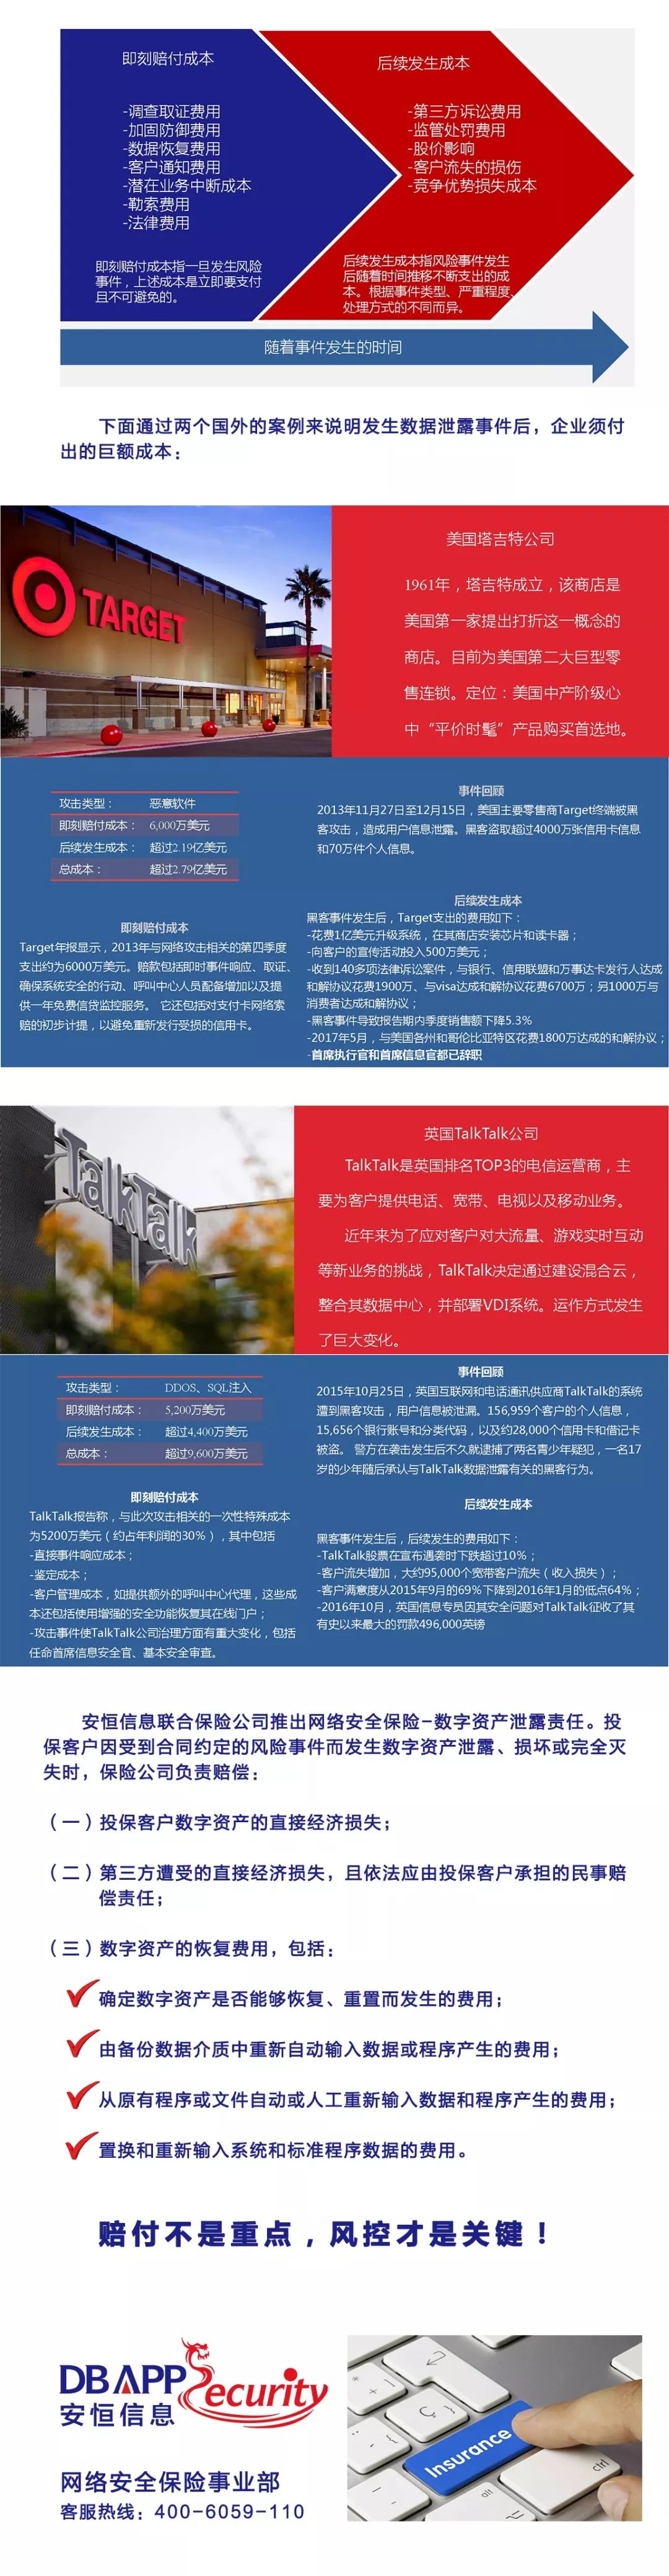 即刻赔付成本
-调查取证费用
-加固防御费用
-数据恢复费用
-客户通知费用
-潜在业务中断成本
-勒索费用
-法律费用
即刻赔付成本指一旦发生风险
事件，上述成本是立即要支付
且不可避免的。
后续发生成本
-第三方诉讼费用
-监管处罚费用
-股价影响
-客户流失的损伤
-竞争优势损失成本
后续发生成本指风险事件发生
后随着时间推移不断支出的成
本。根据事件类型、严重程度、
处理方式的不同而异。
随着事件发生的时间
下面通过两个国外的案例来说明发生数据泄露事件后，企业须付
出的巨额成本：
TARGET
美国塔吉特公司
1961年，塔吉特成立，该商店是
美国第一家提出打折这一概念的
商店。目前为美国第二大巨型零
售连锁。定位：美国中产阶级心
中“平价时髦”产品购买首选地。
攻击类型： 恶意软件
即刻赔付成本： 6,000万美元
后续发生成本： 超过2.19亿美元
总成本： 超过2.79亿美元
即刻赔付成本
Target年报显示，2013年与网络攻击相关的第四季度
支出约为6000万美元。赔款包括即时事件响应、取证、
确保系统安全的行动、呼叫中心人员配备增加以及提
供一年免费信贷监控服务。 它还包括对支付卡网络索
赔的初步计提，以避免重新发行受损的信用卡。
事件回顾
2013年11月27日至12月15日，美国主要零售商Target终端被黑
客攻击，造成用户信息泄露。黑客盗取超过4000万张信用卡信息
和70万件个人信息。
后续发生成本
黑客事件发生后，Target支出的费用如下：
-花费1亿美元升级系统，在其商店安装芯片和读卡器；
-向客户的宣传活动投入500万美元；
-收到140多项法律诉讼案件，与银行、信用联盟和万事达卡发行人达成
和解协议花费1900万、与visa达成和解协议花费6700万；另1000万与
消费者达成和解协议；
-黑客事件导致报告期内季度销售额下降5.3%
-2017年5月，与美国各州和哥伦比亚特区花费1800万达成的和解协议；
-首席执行官和首席信息官都已辞职
TalkTalk
英国TalkTalk公司
TalkTalk是英国排名TOP3的电信运营商，主
要为客户提供电话、宽带、电视以及移动业务。
近年来为了应对客户对大流量、游戏实时互动
等新业务的挑战，TalkTalk决定通过建设混合云，
整合其数据中心，并部署VDI系统。运作方式发生
了巨大变化。
攻击类型： DDOS、SQL注入
即刻赔付成本： 5,200万美元
后续发生成本： 超过4,400万美元
总成本： 超过9,600万美元
即刻赔付成本
TalkTalk报告称，与此次攻击相关的一次性特殊成本
为5200万美元（约占年利润的30%），其中包括
-直接事件响应成本；
-鉴定成本；
-客户管理成本，如提供额外的呼叫中心代理，这些成
本还包括使用增强的安全功能恢复其在线门户；
-攻击事件使TalkTalk公司治理方面有重大变化，包括
任命首席信息安全官、基本安全审查。
事件回顾
2015年10月25日，英国互联网和电话通讯供应商TalkTalk的系统
遭到黑客攻击，用户信息被泄漏。156,959个客户的个人信息，
15,656个银行账号和分类代码，以及约28,000个信用卡和借记卡
被盗。 警方在袭击发生后不久就逮捕了两名青少年疑犯，一名17
岁的少年随后承认与TalkTalk数据泄露有关的黑客行为。
后续发生成本
黑客事件发生后，后续发生的费用如下：
-TalkTalk股票在宣布遇袭时下跌超过10%；
-客户流失增加，大约95,000个宽带客户流失（收入损失）；
-客户满意度从2015年9月的69%下降到2016年1月的低点64%；
-2016年10月，英国信息专员因其安全问题对TalkTalk征收了其
有史以来最大的罚款496,000英镑
安恒信息联合保险公司推出网络安全保险-数字资产泄露责任。投
保客户因受到合同约定的风险事件而发生数字资产泄露、损坏或完全灭
失时，保险公司负责赔偿：
（一）投保客户数字资产的直接经济损失；
（二）第三方遭受的直接经济损失，且依法应由投保客户承担的民事赔
偿责任；
（三）数字资产的恢复费用，包括：
确定数字资产是否能够恢复、重置而发生的费用；
由备份数据介质中重新自动输入数据或程序产生的费用；
从原有程序或文件自动或人工重新输入数据和程序产生的费用；
置换和重新输入系统和标准程序数据的费用。
赔付不是重点，风控才是关键！
DBAPPSecurity
安恒信息
网络安全保险事业部
客服热线：400-6059-110
Insurance
ctrl